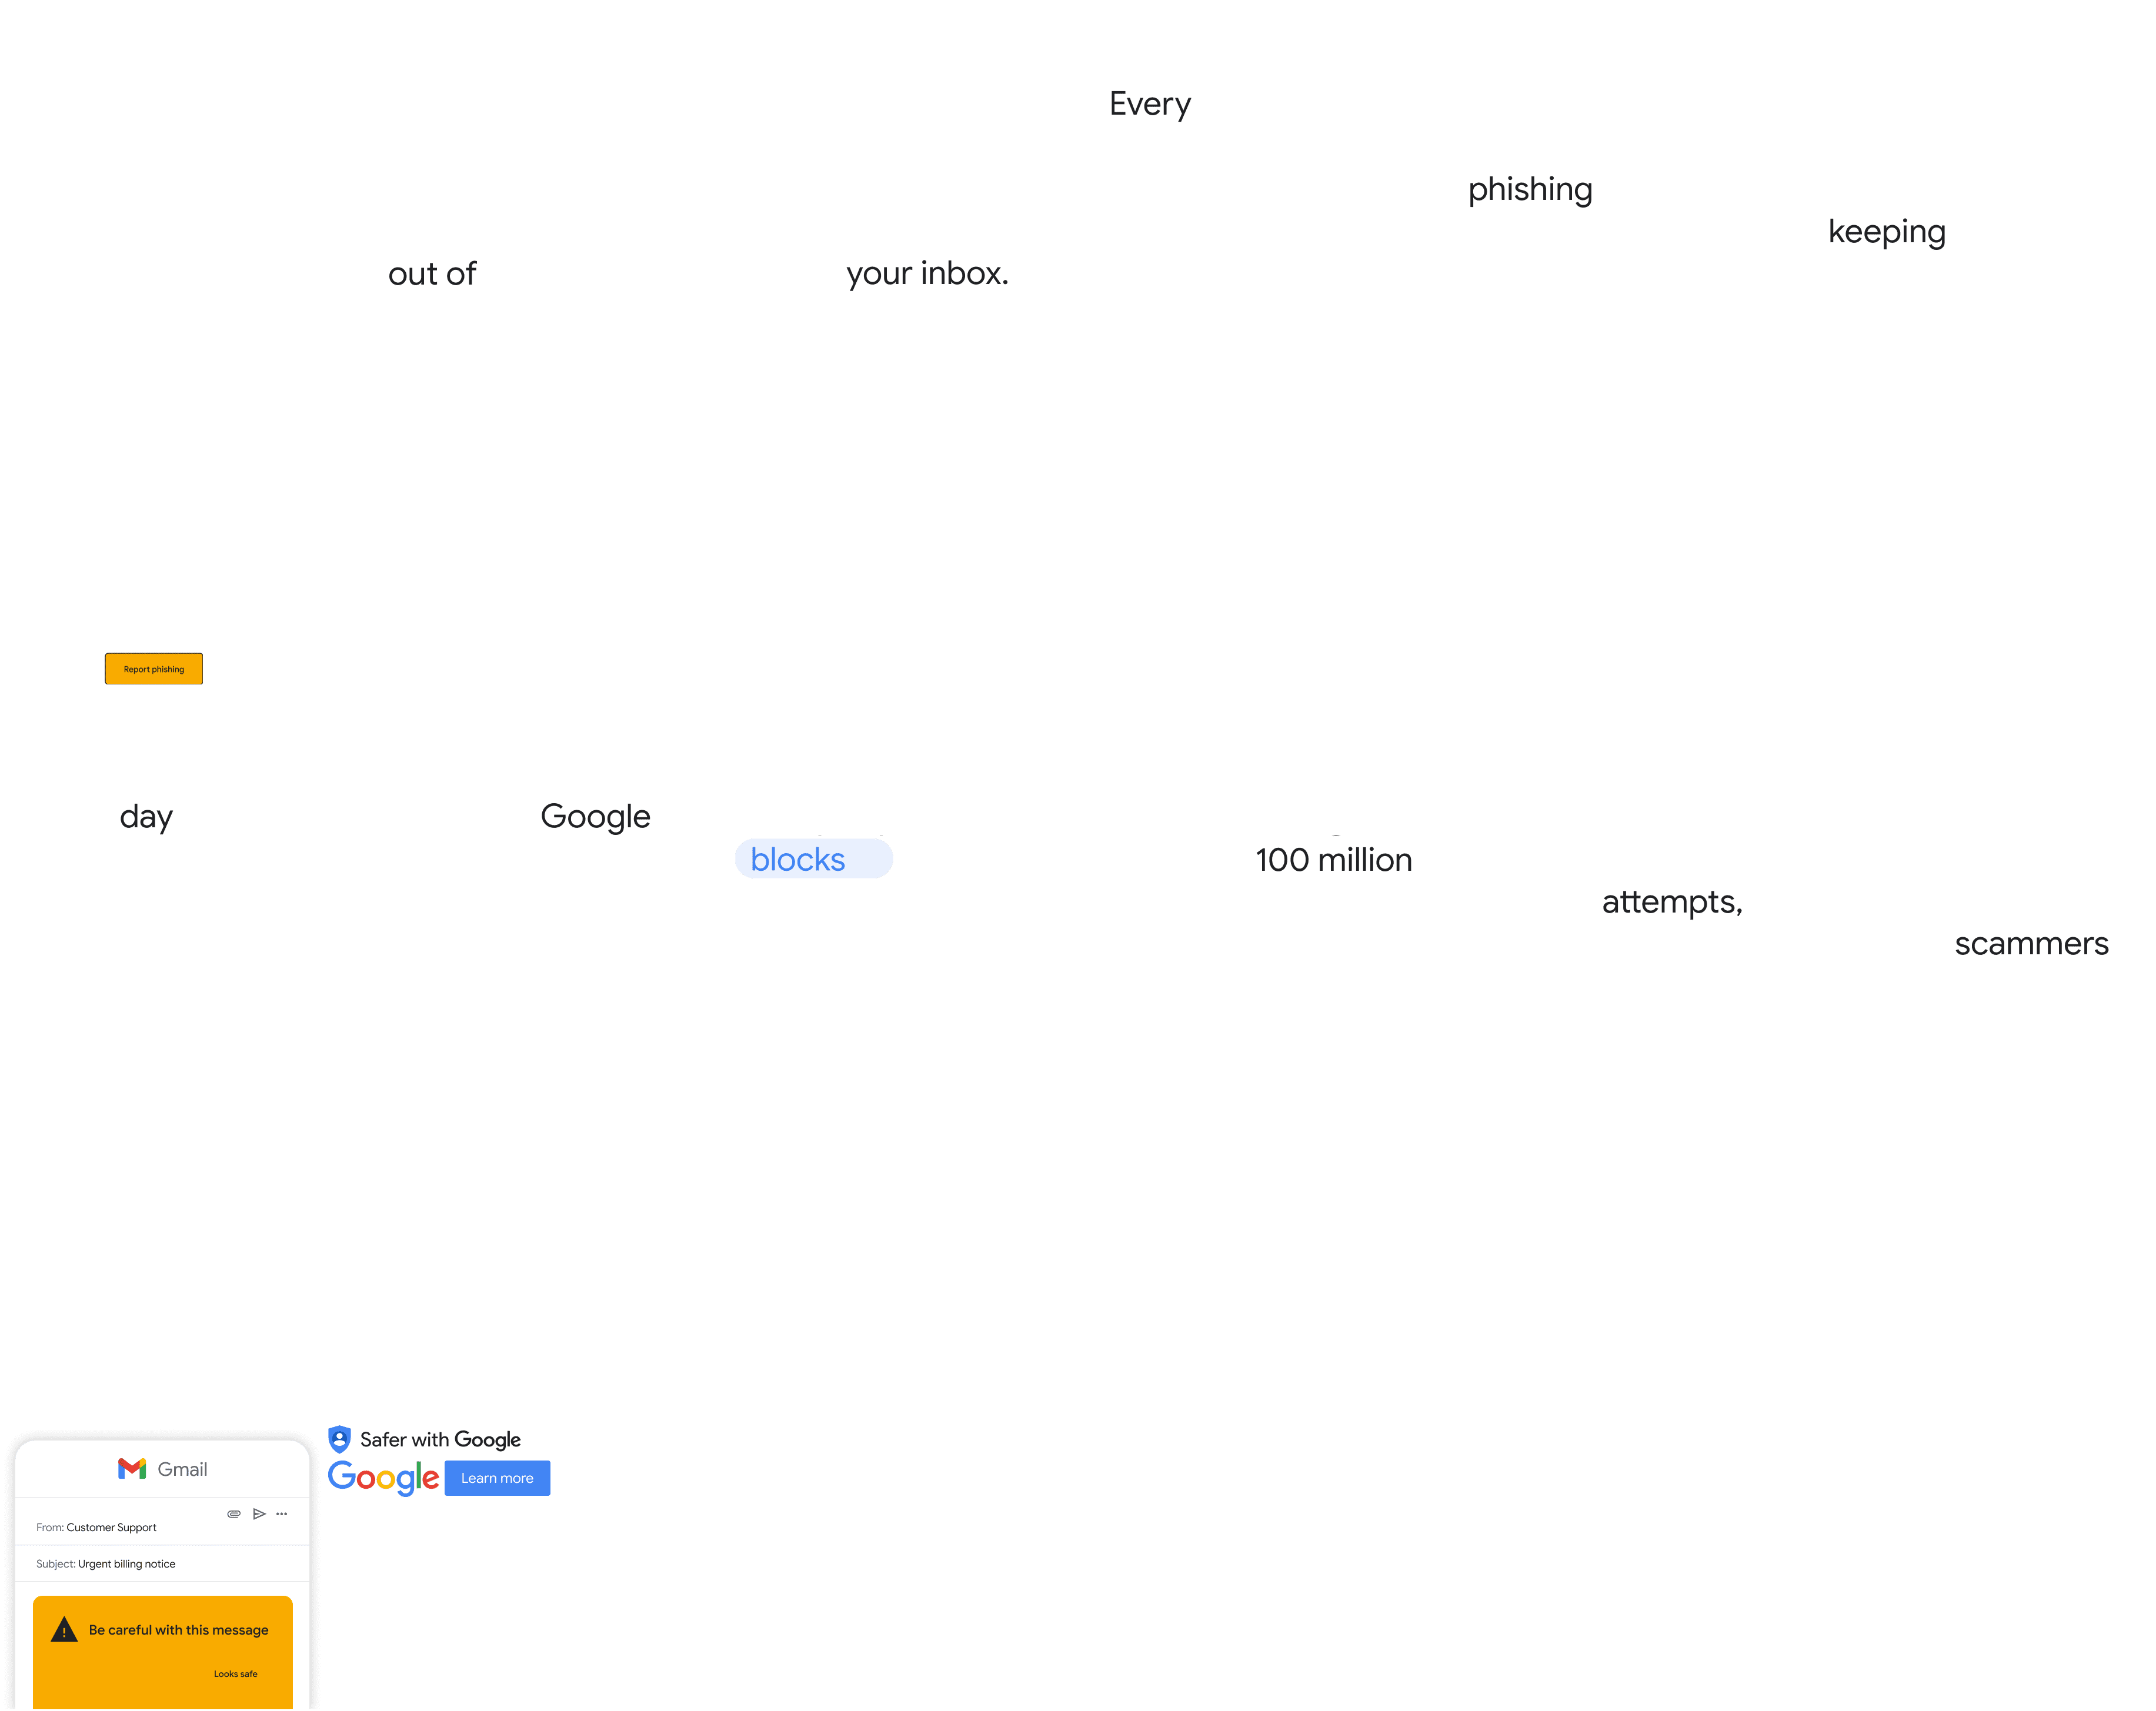 Every
phishing
keeping
out of your inbox.
Report phishing
day Google
blocks 100 million
attempts,
scammers
Safer with Google
Gmail
Google Learn more
From: Customer Support
Subject: Urgent billing notice
Be careful with this message
Looks safe